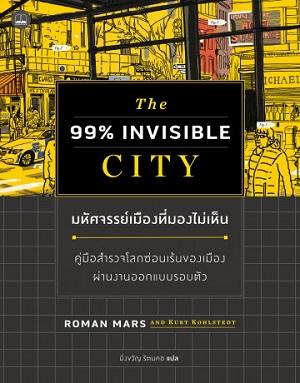 The
99% INVISIBLE
CITY
มหัศจรรย์เมืองที่มองไม่เห็น
คู่มือสำรวจโลกซ่อนเร้นของเมือง
ผ่านงานออกแบบรอบตัว
ROMAN MARS AND KURT KOHLSTEDT
มิ่งขวัญ รัตนคช แปล